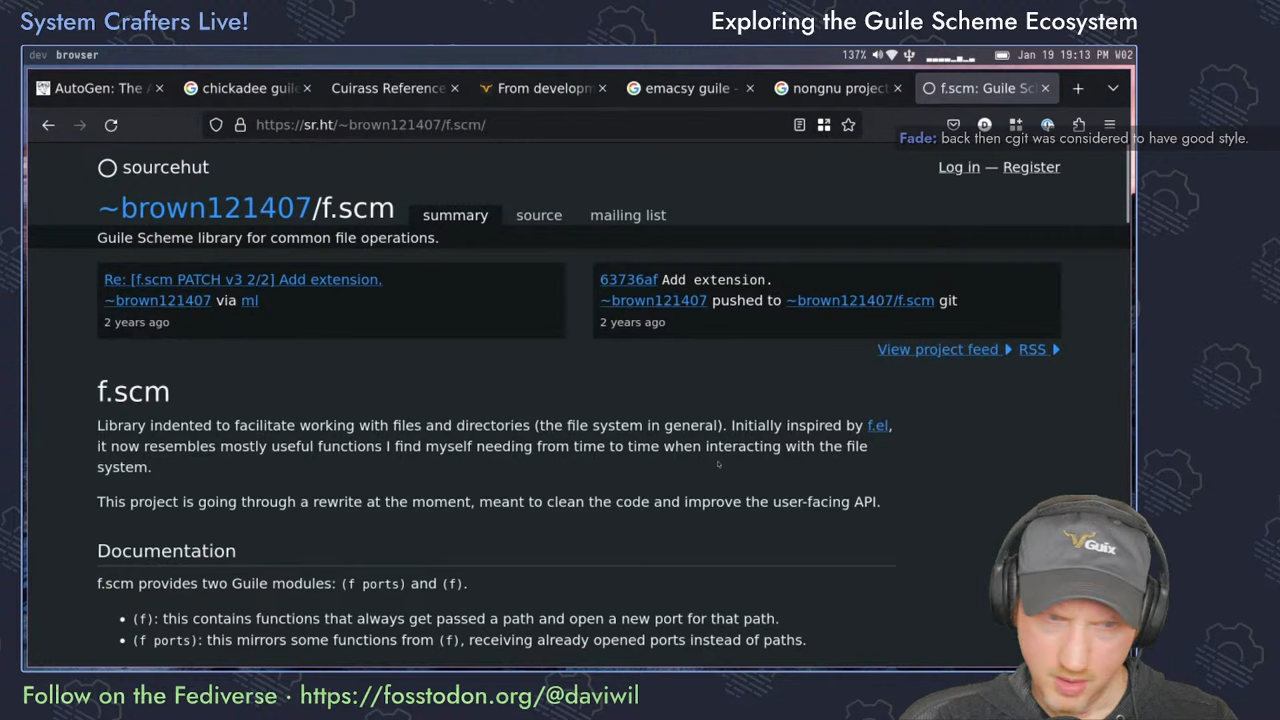 System Crafters Live!
Exploring the Guile Scheme Ecosystem
dev browser
137% Jan 19 19:13 PM W02
AutoGen: The A
chickadee guile
Cuirass Reference
From developm
emacsy guile -
nongnu project
f.scm: Guile Sc
https://sr.ht/~brown121407/f.scm/
Fade: back then cgit was considered to have good style.
sourcehut
Log in — Register
~brown121407/f.scm
summary source mailing list
Guile Scheme library for common file operations.
Re: [f.scm PATCH v3 2/2] Add extension.
~brown121407 via ml
2 years ago
63736af Add extension.
~brown121407 pushed to ~brown121407/f.scm git
2 years ago
View project feed RSS
f.scm
Library indented to facilitate working with files and directories (the file system in general). Initially inspired by f.el,
it now resembles mostly useful functions I find myself needing from time to time when interacting with the file
system.
This project is going through a rewrite at the moment, meant to clean the code and improve the user-facing API.
Documentation
f.scm provides two Guile modules: (f ports) and (f).
• (f): this contains functions that always get passed a path and open a new port for that path.
• (f ports): this mirrors some functions from (f), receiving already opened ports instead of paths.
Guix
Follow on the Fediverse · https://fosstodon.org/@daviwil